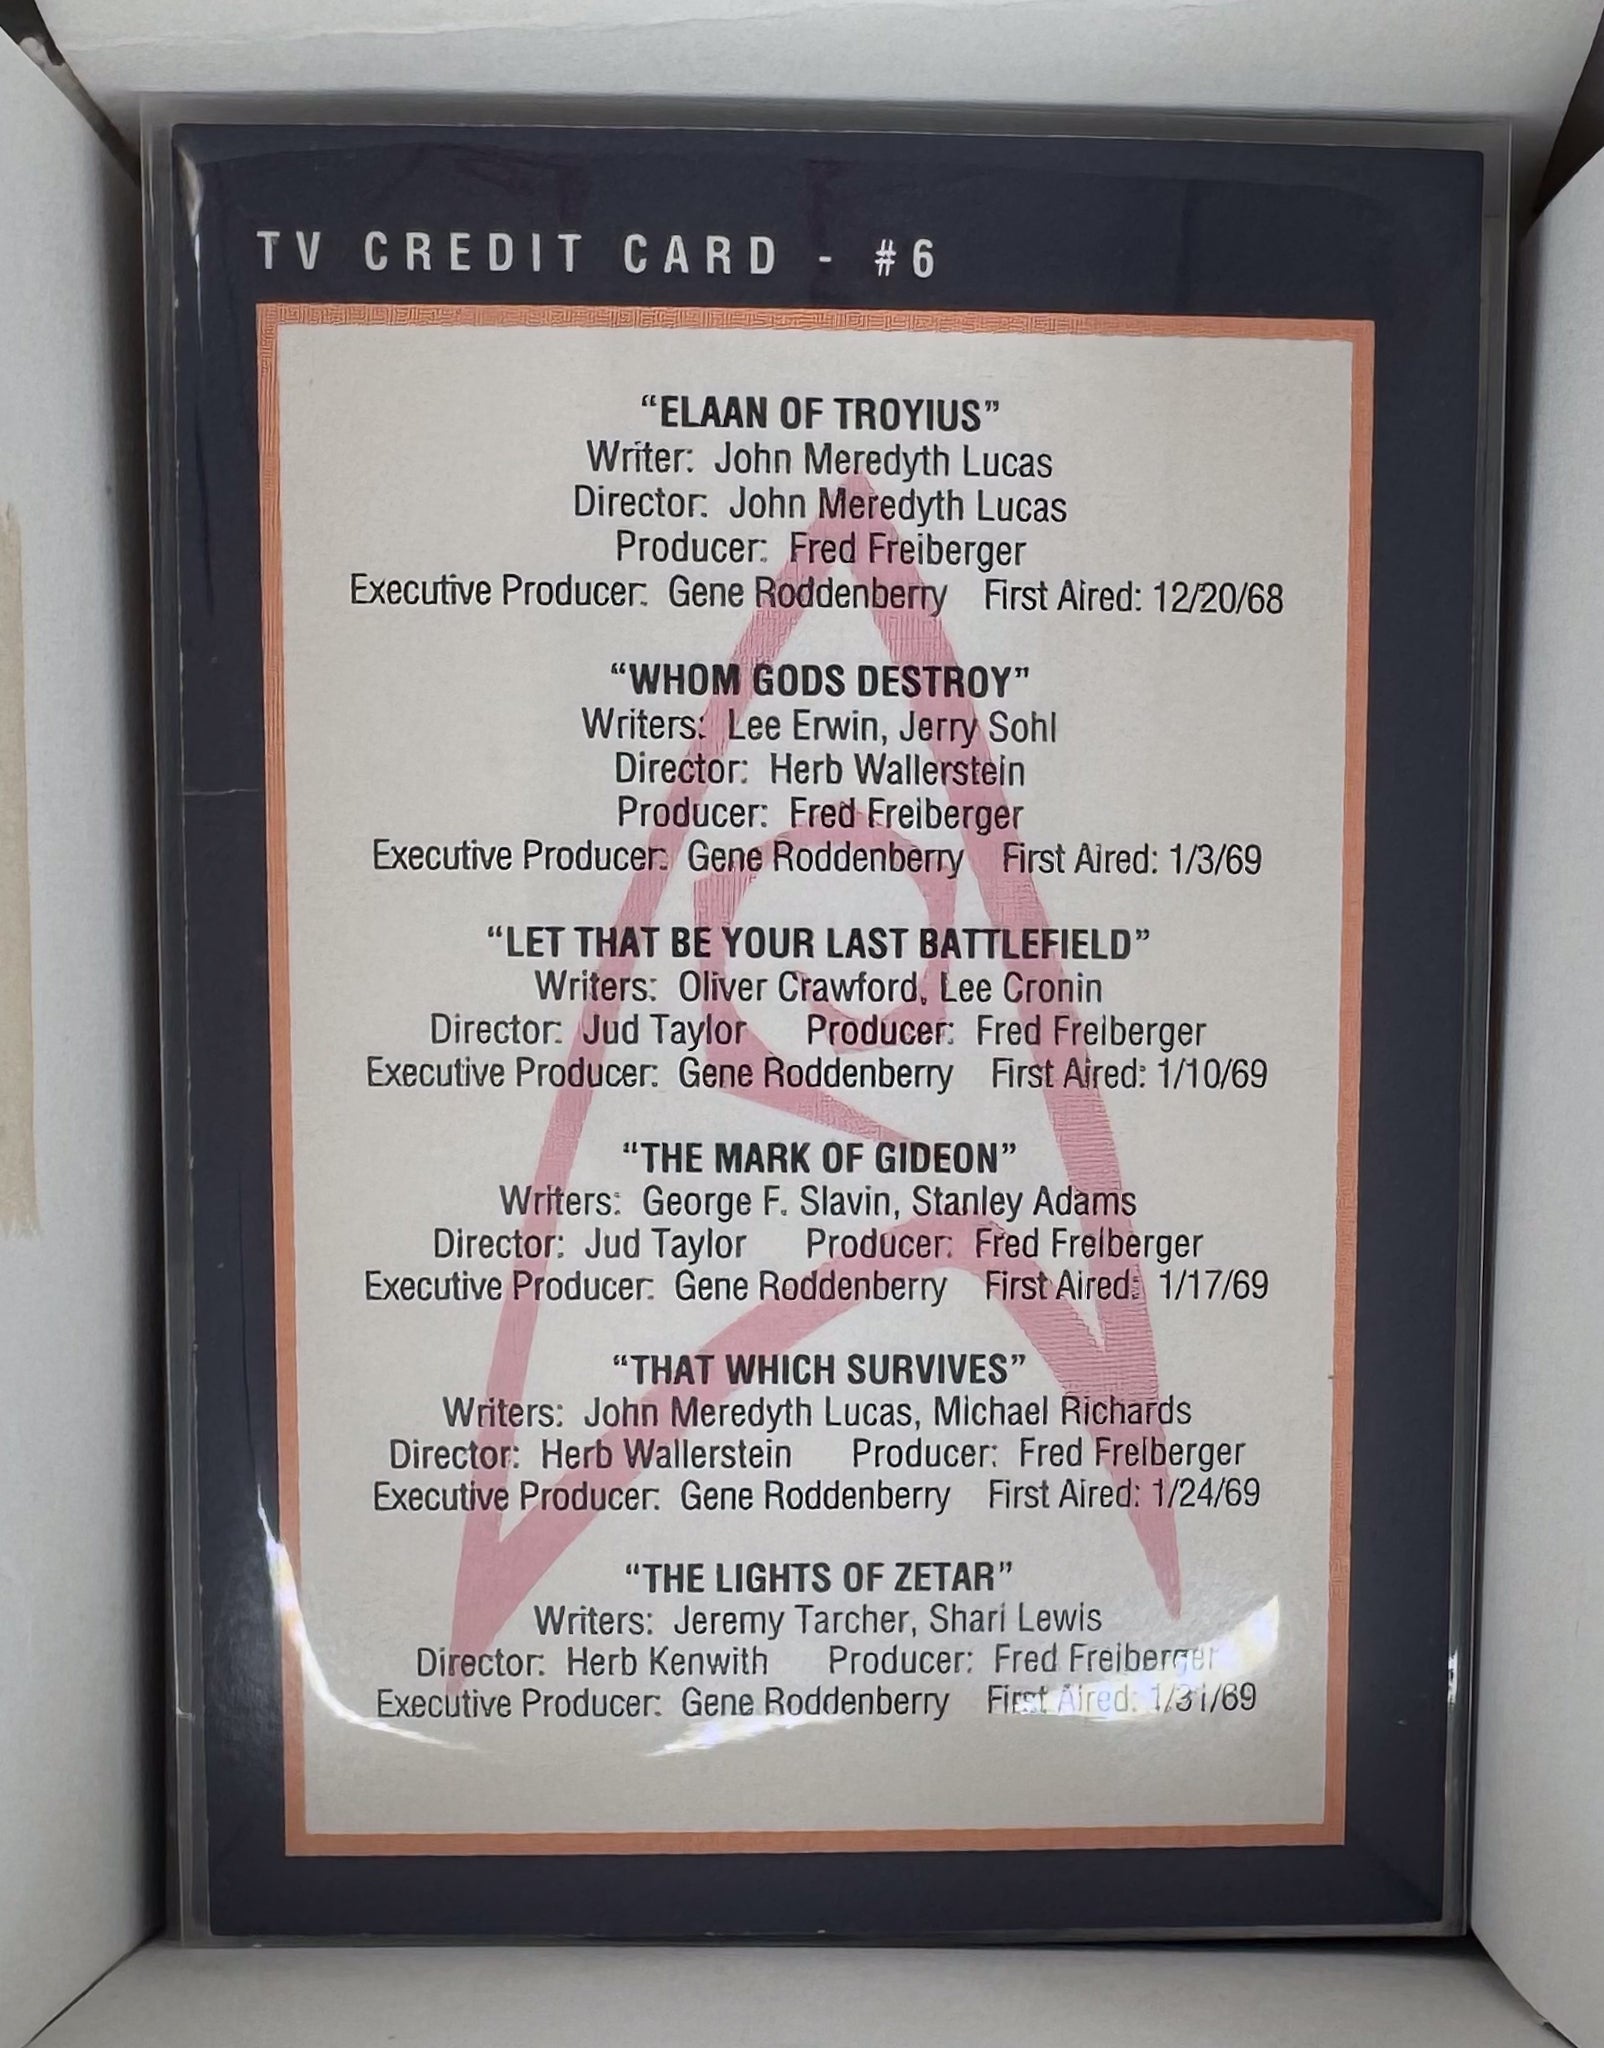 TV CREDIT CARD - #6
“ELAAN OF TROYIUS”
Writer: John Meredyth Lucas
Director: John Meredyth Lucas
Producer: Fred Freiberger
Executive Producer: Gene Roddenberry First Aired: 12/20/68
“WHOM GODS DESTROY”
Writers: Lee Erwin, Jerry Sohl
Director: Herb Wallerstein
Producer: Fred Freiberger
Executive Producer: Gene Roddenberry First Aired: 1/3/69
“LET THAT BE YOUR LAST BATTLEFIELD”
Writers: Oliver Crawford, Lee Cronin
Director: Jud Taylor Producer: Fred Freiberger
Executive Producer: Gene Roddenberry First Aired: 1/10/69
“THE MARK OF GIDEON”
Writers: George F. Slavin, Stanley Adams
Director: Jud Taylor Producer: Fred Freiberger
Executive Producer: Gene Roddenberry First Aired: 1/17/69
“THAT WHICH SURVIVES”
Writers: John Meredyth Lucas, Michael Richards
Director: Herb Wallerstein Producer: Fred Freiberger
Executive Producer: Gene Roddenberry First Aired: 1/24/69
“THE LIGHTS OF ZETAR”
Writers: Jeremy Tarcher, Shari Lewis
Director: Herb Kenwith Producer: Fred Freiberger
Executive Producer: Gene Roddenberry First Aired: 1/31/69